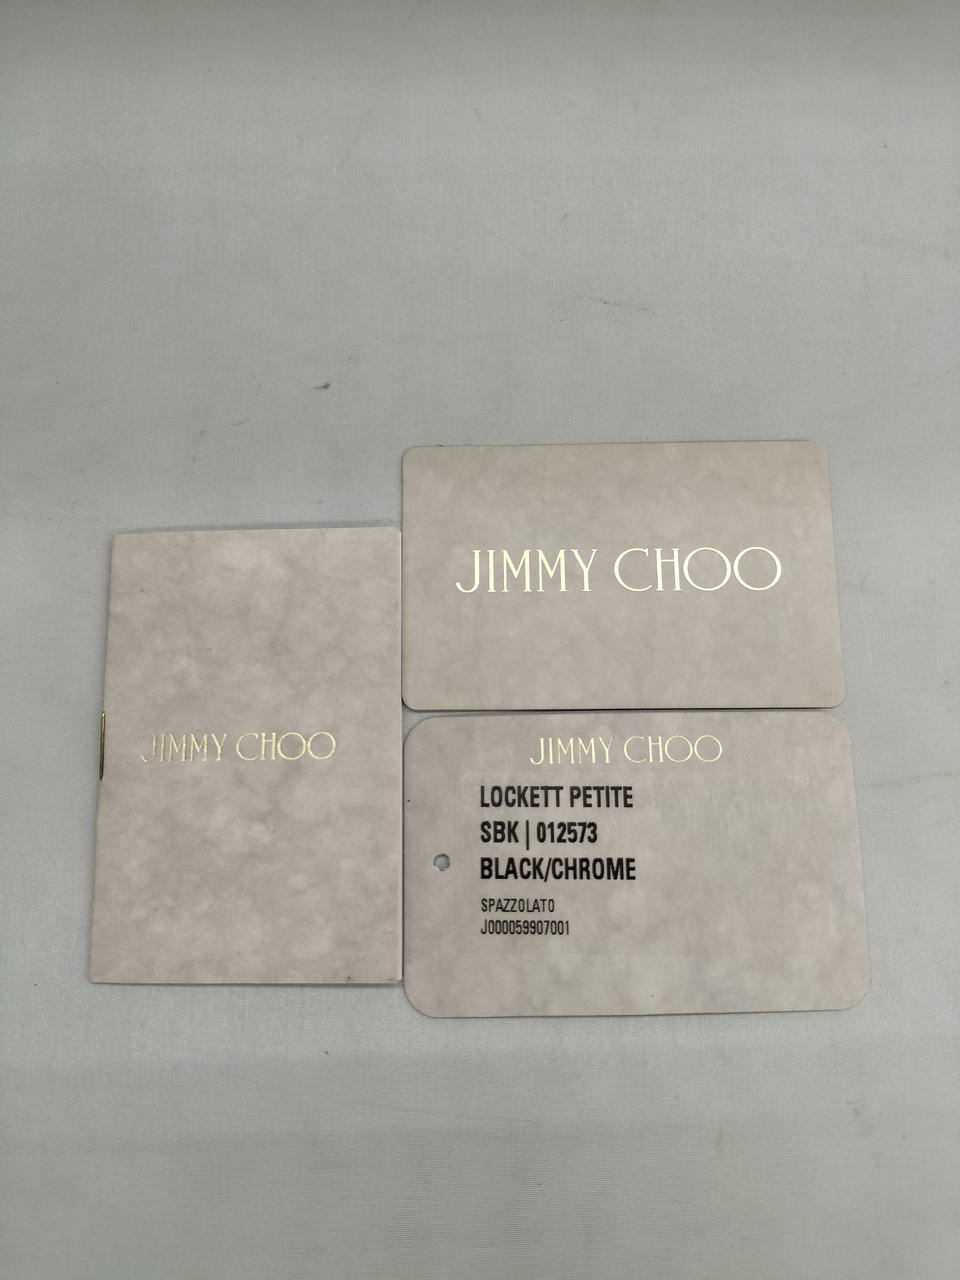 JIMMY CHOO
JIMMY CHOO
JIMMY CHOO
LOCKETT PETITE
SBK | 012573
BLACK/CHROME
SPAZZOLATO
J000059907001